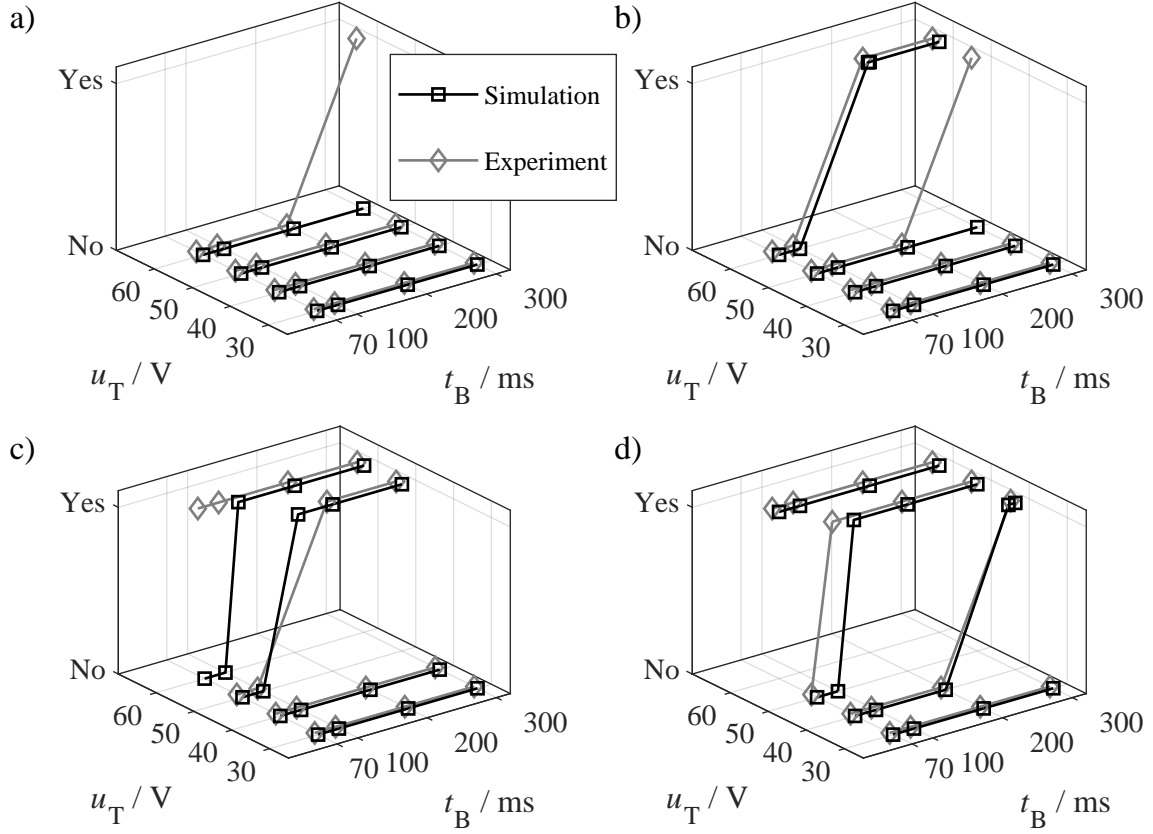 a)
b)
Yes
Simulation
Experiment
No
60
50
40
30
u_T / V
70
100
200
300
t_B / ms
Yes
No
60
50
40
30
u_T / V
70
100
200
300
t_B / ms
c)
d)
Yes
No
60
50
40
30
u_T / V
70
100
200
300
t_B / ms
Yes
No
60
50
40
30
u_T / V
70
100
200
300
t_B / ms